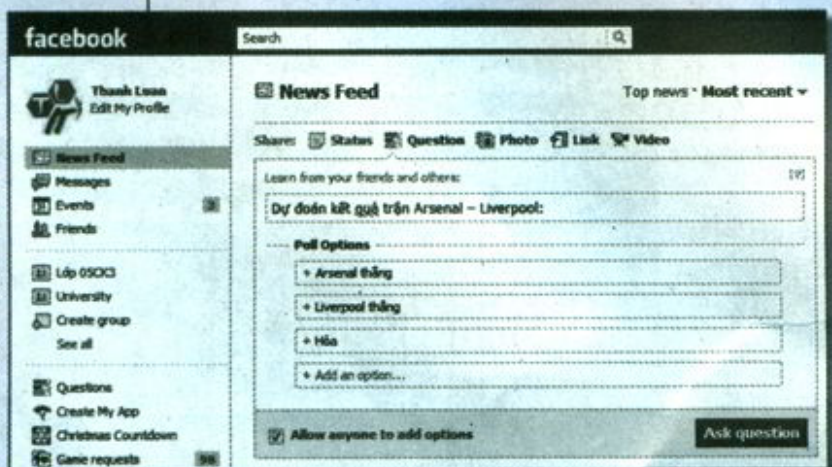 facebook
Search
Thanh Luan
Edit My Profile
News Feed
Messages
Events 3
Friends
Lớp 05CX3
University
Create group
See all
Questions
Create My App
Christmas Countdown
Game requests 98
News Feed
Top news · Most recent
Share: Status Question Photo Link Video
Learn from your friends and others: [?]
Dự đoán kết quả trận Arsenal – Liverpool:
Poll Options
+ Arsenal thắng
+ Liverpool thắng
+ Hòa
+ Add an option...
Allow anyone to add options
Ask question